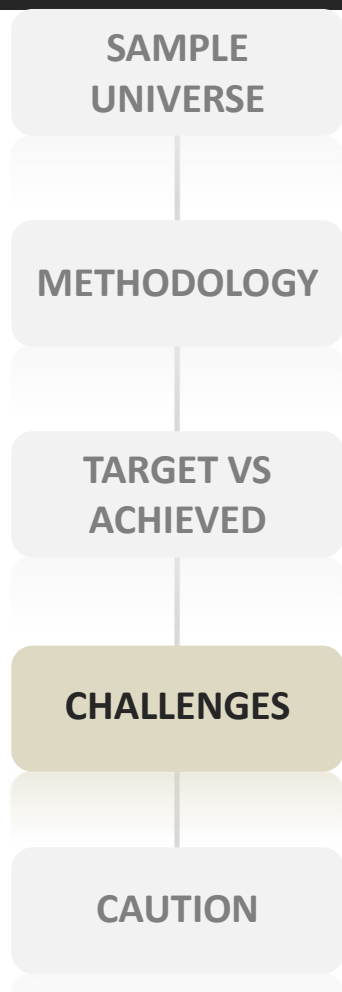 SAMPLE
UNIVERSE
METHODOLOGY
TARGET VS
ACHIEVED
CHALLENGES
CAUTION